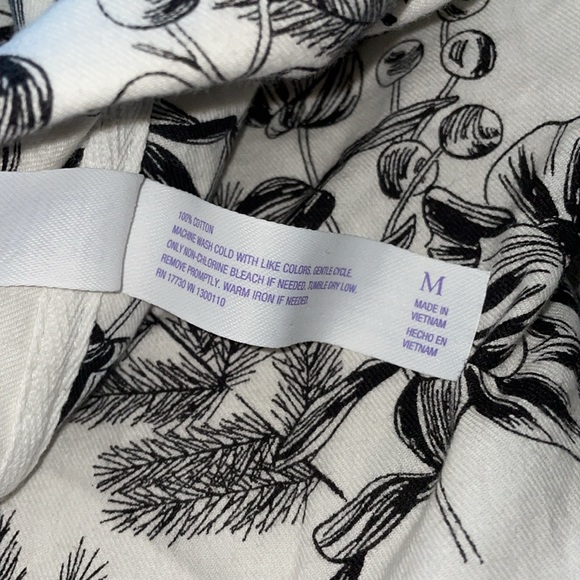 100% COTTON
MACHINE WASH COLD WITH LIKE COLORS. GENTLE CYCLE.
ONLY NON-CHLORINE BLEACH IF NEEDED. TUMBLE DRY LOW.
REMOVE PROMPTLY. WARM IRON IF NEEDED.
RN 17730 VN 1300110
M
MADE IN
VIETNAM
HECHO EN
VIETNAM